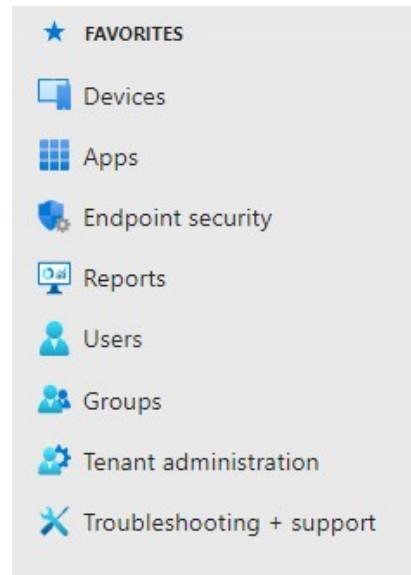 FAVORITES
Devices
Apps
Endpoint security
Reports
Users
Groups
Tenant administration
Troubleshooting + support